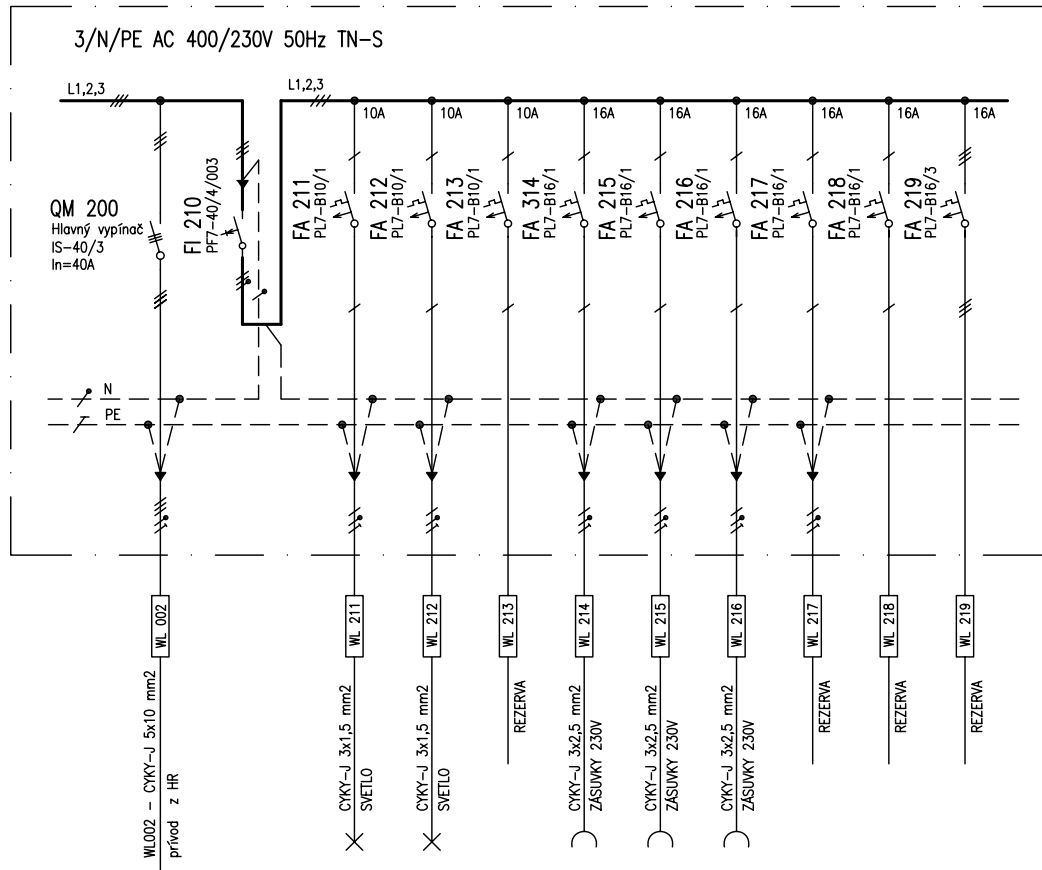 3/N/PE AC 400/230V 50Hz TN-S
L1,2,3
L1,2,3
10A
10A
10A
16A
16A
16A
16A
16A
16A
QM 200
Hlavný vypínač
IS-40/3
In=40A
FI 210
PF7-40/4/003
FA 211
PL7-B10/1
FA 212
PL7-B10/1
FA 213
PL7-B10/1
FA 314
PL7-B16/1
FA 215
PL7-B16/1
FA 216
PL7-B16/1
FA 217
PL7-B16/1
FA 218
PL7-B16/1
FA 219
PL7-B16/3
N
PE
WL 002
WL 211
WL 212
WL 213
WL 214
WL 215
WL 216
WL 217
WL 218
WL 219
WL002 - CYKY-J 5x10 mm2
prívod z HR
CYKY-J 3x1,5 mm2
SVETLO
CYKY-J 3x1,5 mm2
SVETLO
REZERVA
CYKY-J 3x2,5 mm2
ZÁSUVKY 230V
CYKY-J 3x2,5 mm2
ZÁSUVKY 230V
CYKY-J 3x2,5 mm2
ZÁSUVKY 230V
REZERVA
REZERVA
REZERVA